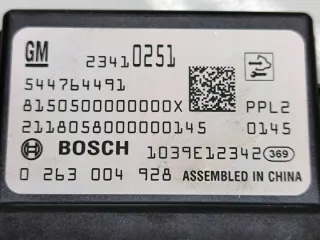 GM 23410251
544764491
8150500000000X PPL2
2118058000000145 0145
BOSCH 1039E12342 369
0 263 004 928 ASSEMBLED IN CHINA